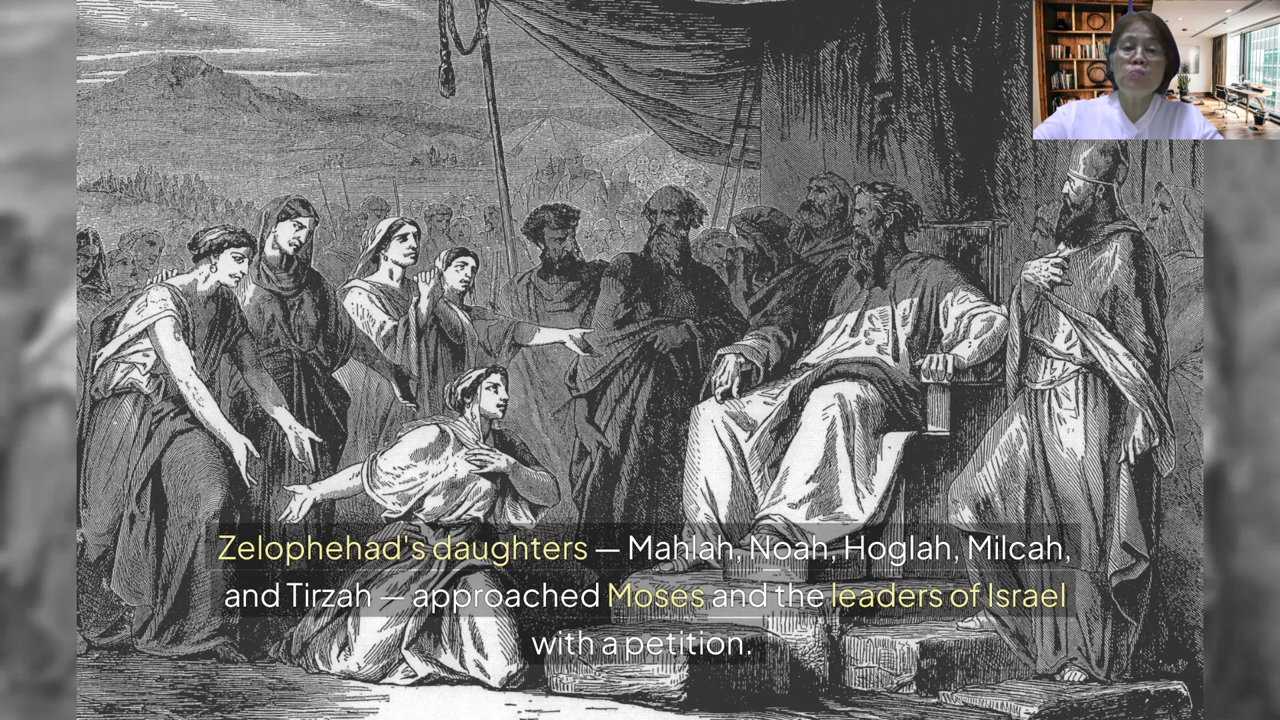 Zelophehad's daughters — Mahlah, Noah, Hoglah, Milcah,
and Tirzah — approached Moses and the leaders of Israel
with a petition.